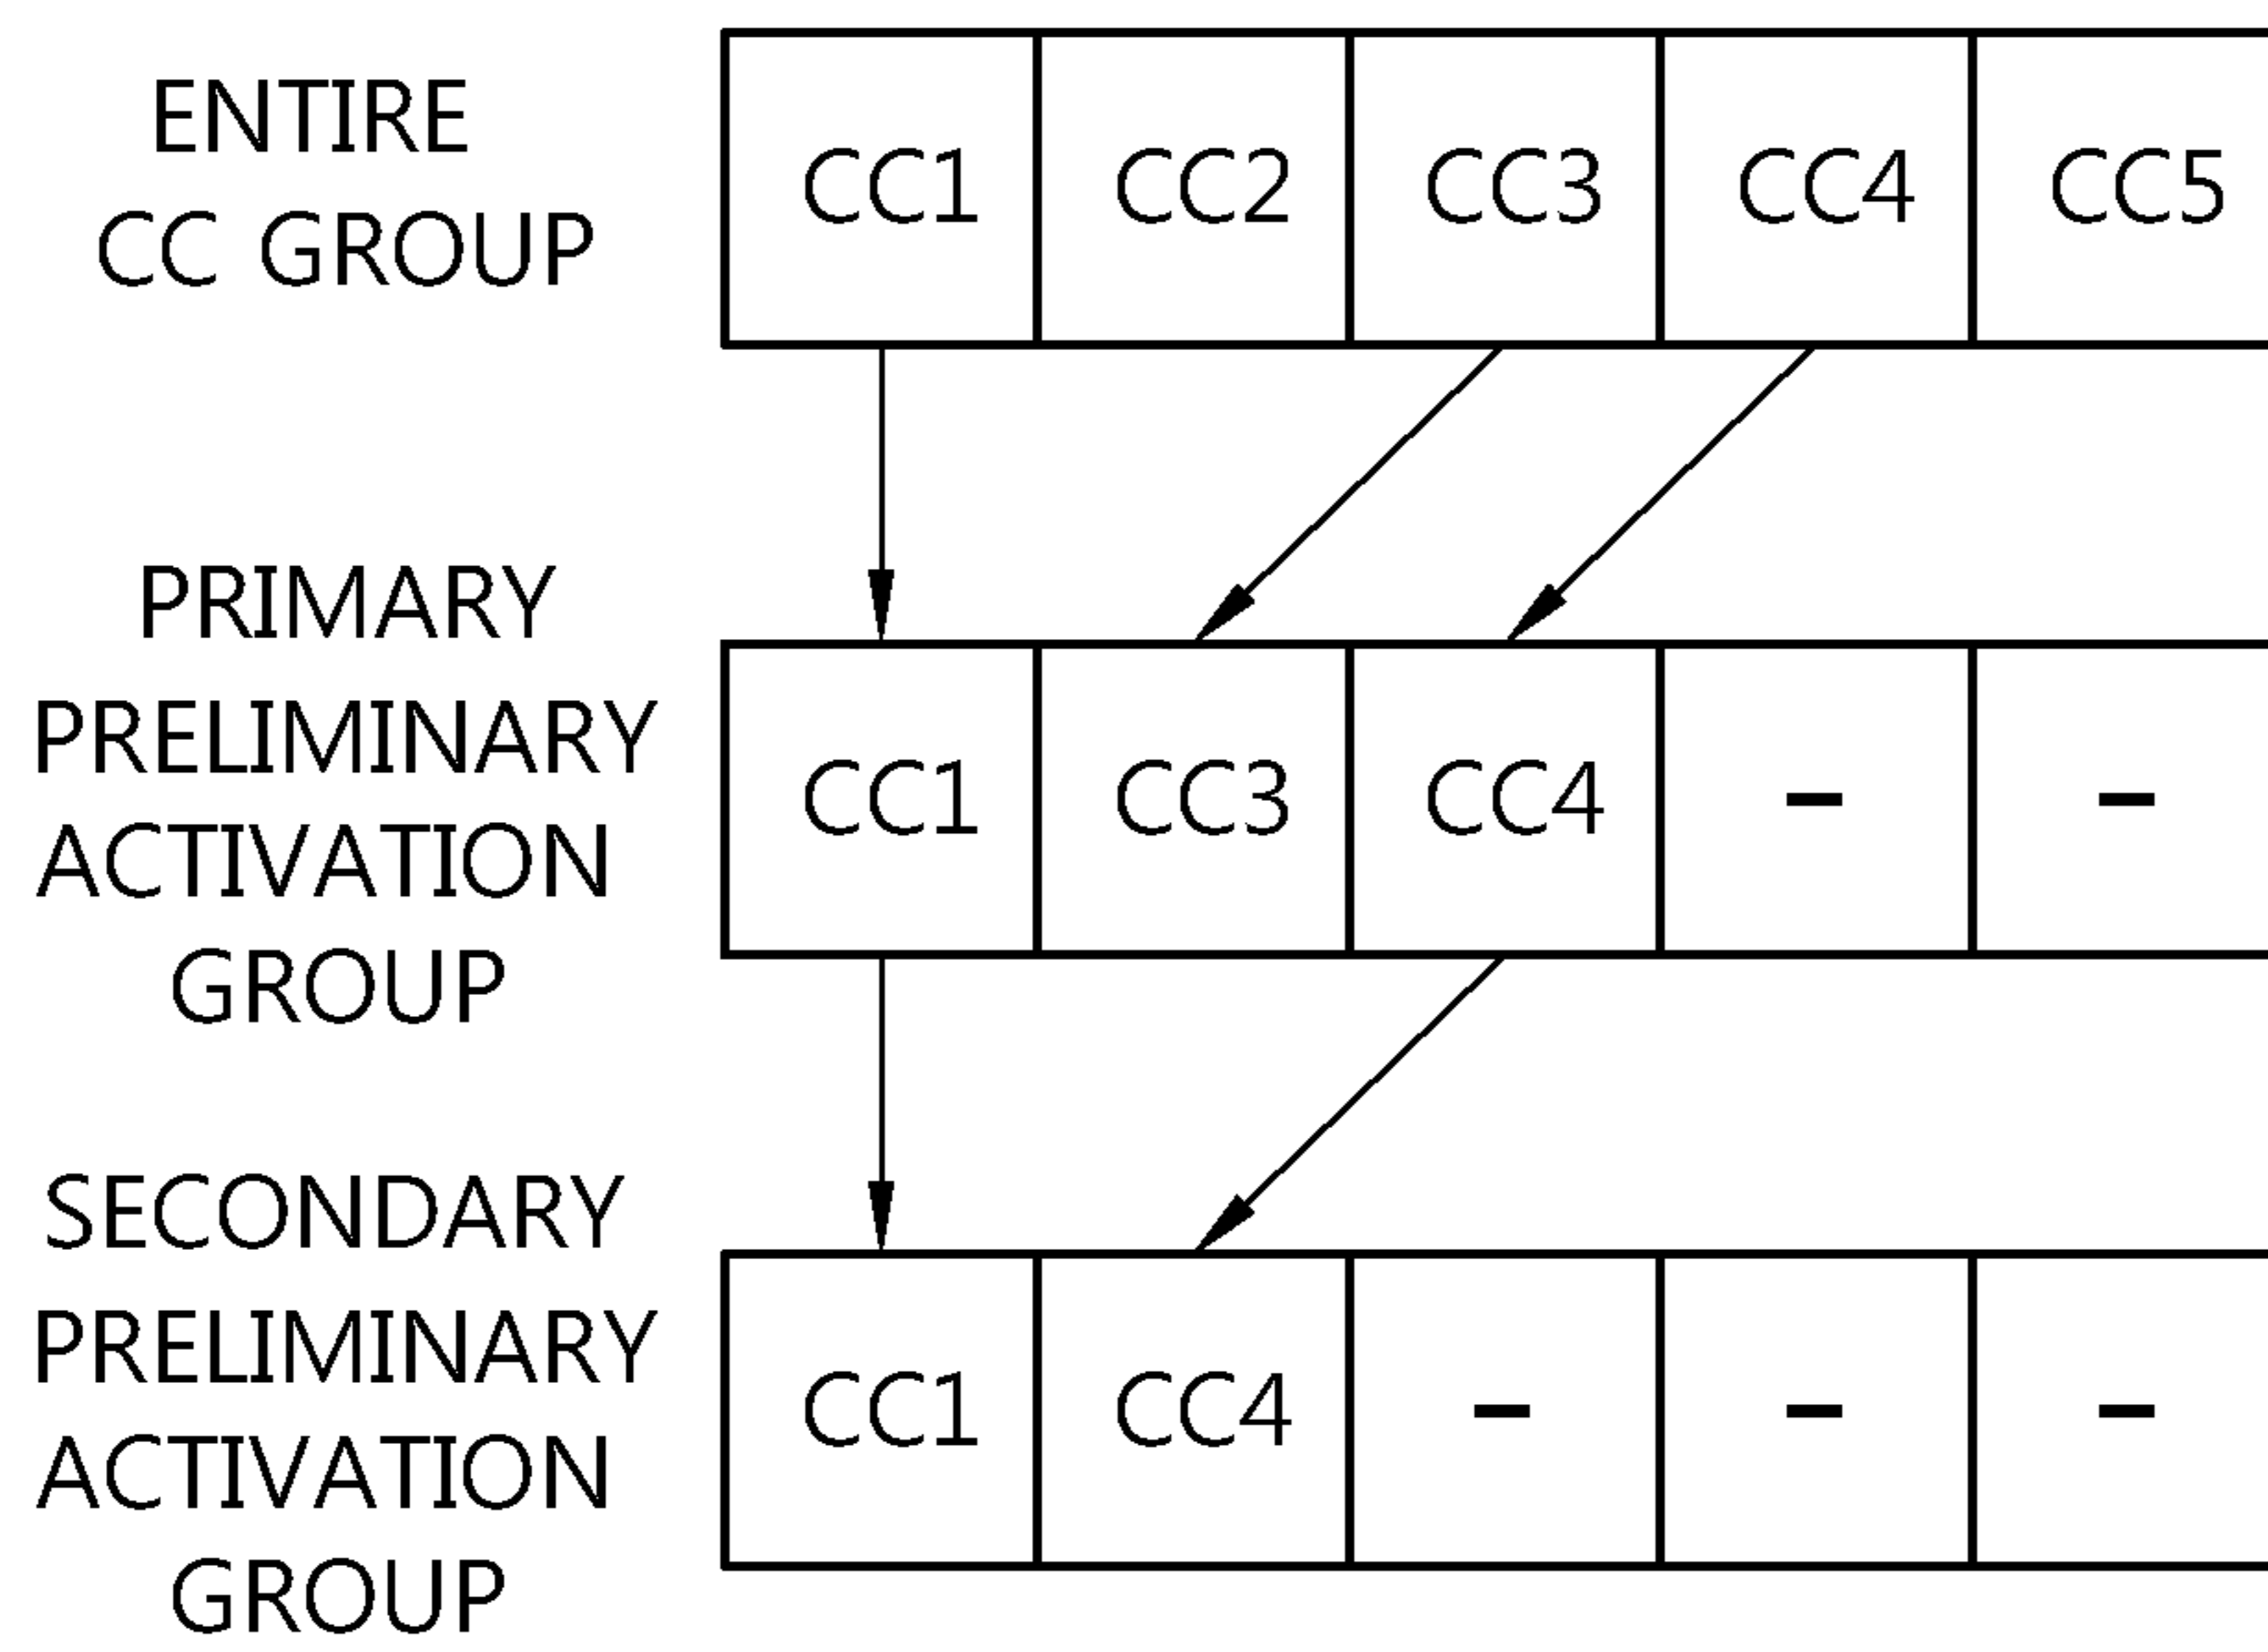 ENTIRE
CC GROUP
CC1 CC2 CC3 CC4 CC5
PRIMARY
PRELIMINARY
ACTIVATION
GROUP
CC1 CC3 CC4 - -
SECONDARY
PRELIMINARY
ACTIVATION
GROUP
CC1 CC4 - - -